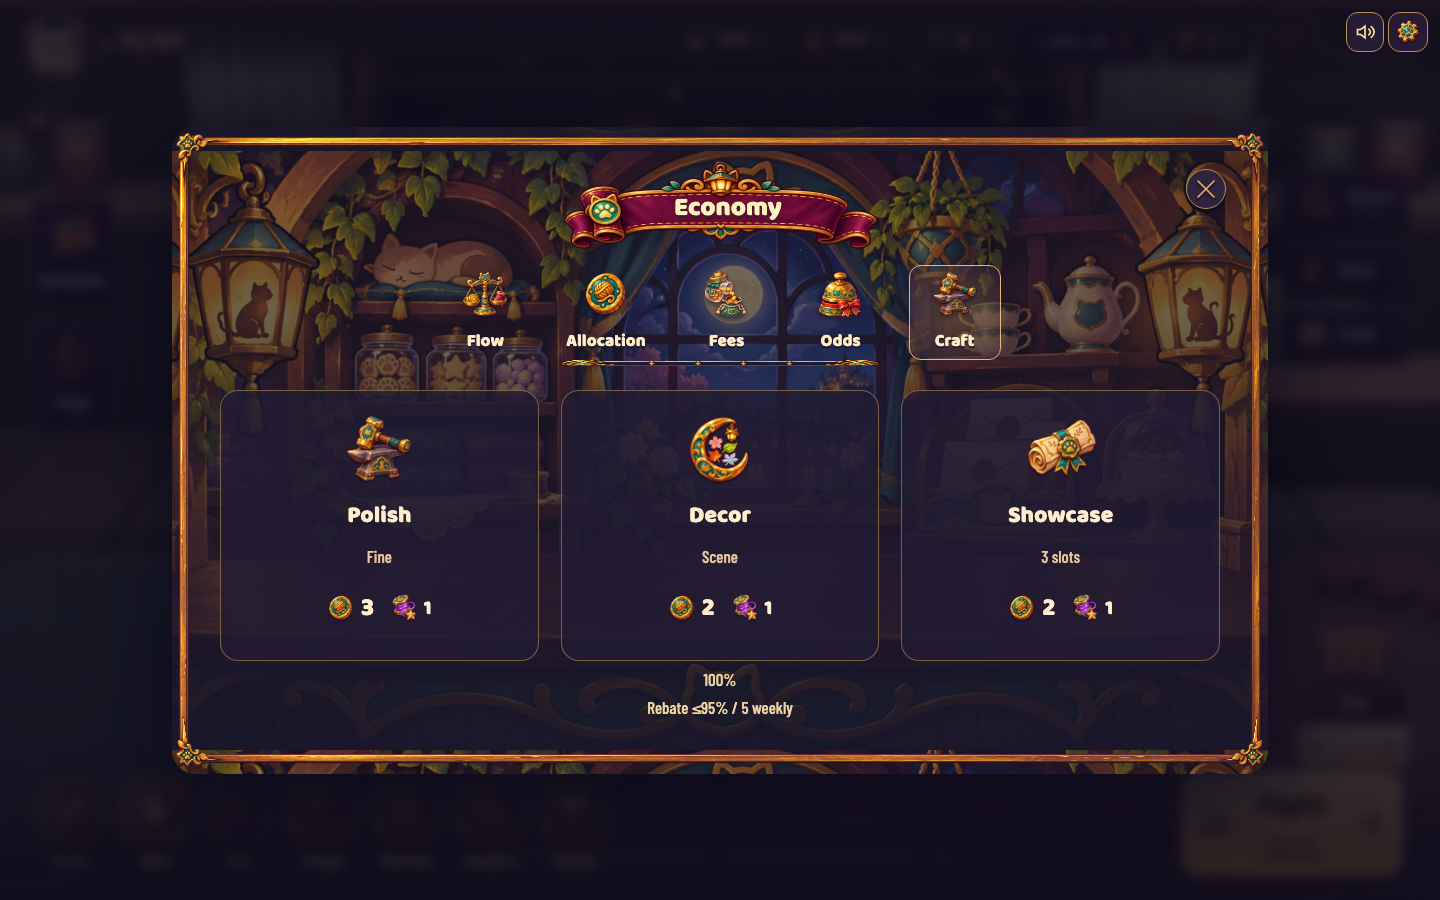 Economy
Flow
Allocation
Fees
Odds
Craft
Polish
Decor
Showcase
Fine
Scene
3 slots
3 1
2 1
2 1
100%
Rebate ≤95% / 5 weekly